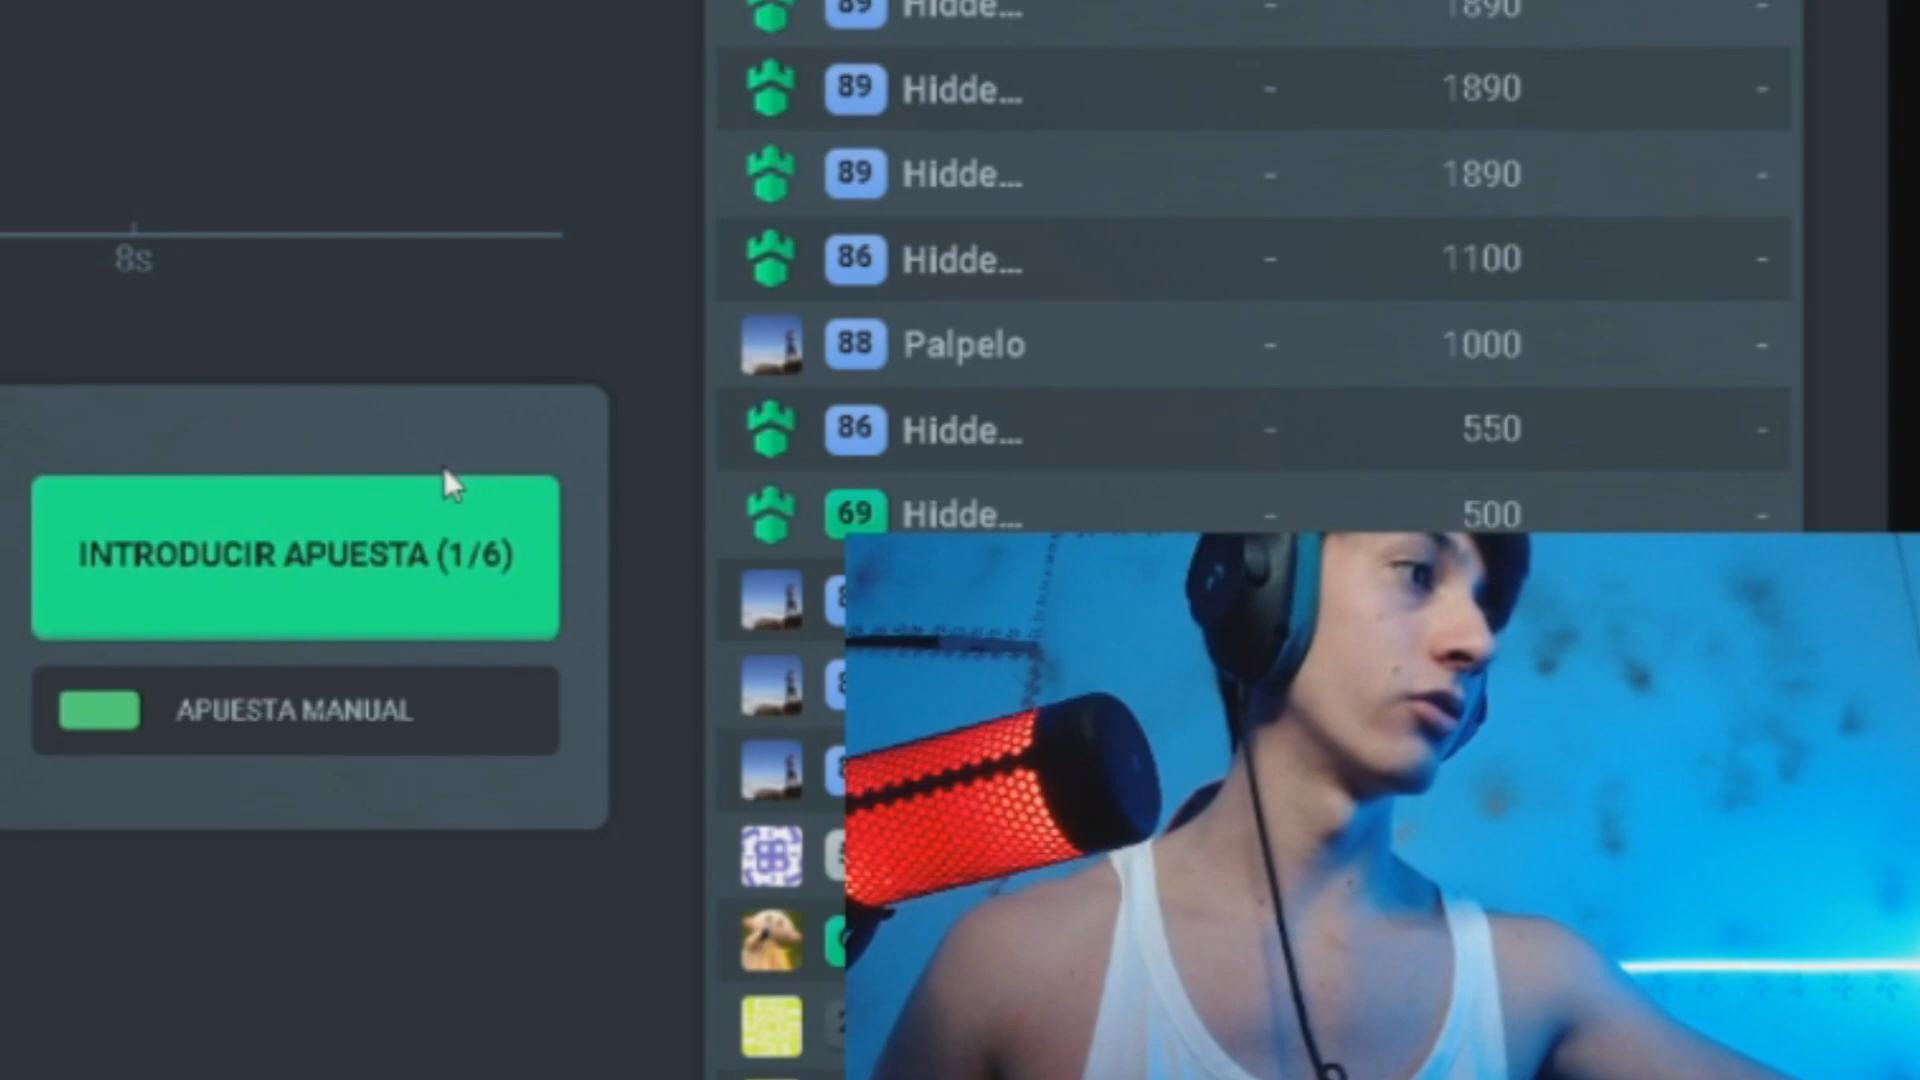 89 Hidde... - 1890 -
89 Hidde... - 1890 -
89 Hidde... - 1890 -
8s
86 Hidde... - 1100 -
88 Palpelo - 1000 -
86 Hidde... - 550 -
69 Hidde... - 500 -
INTRODUCIR APUESTA (1/6)
APUESTA MANUAL